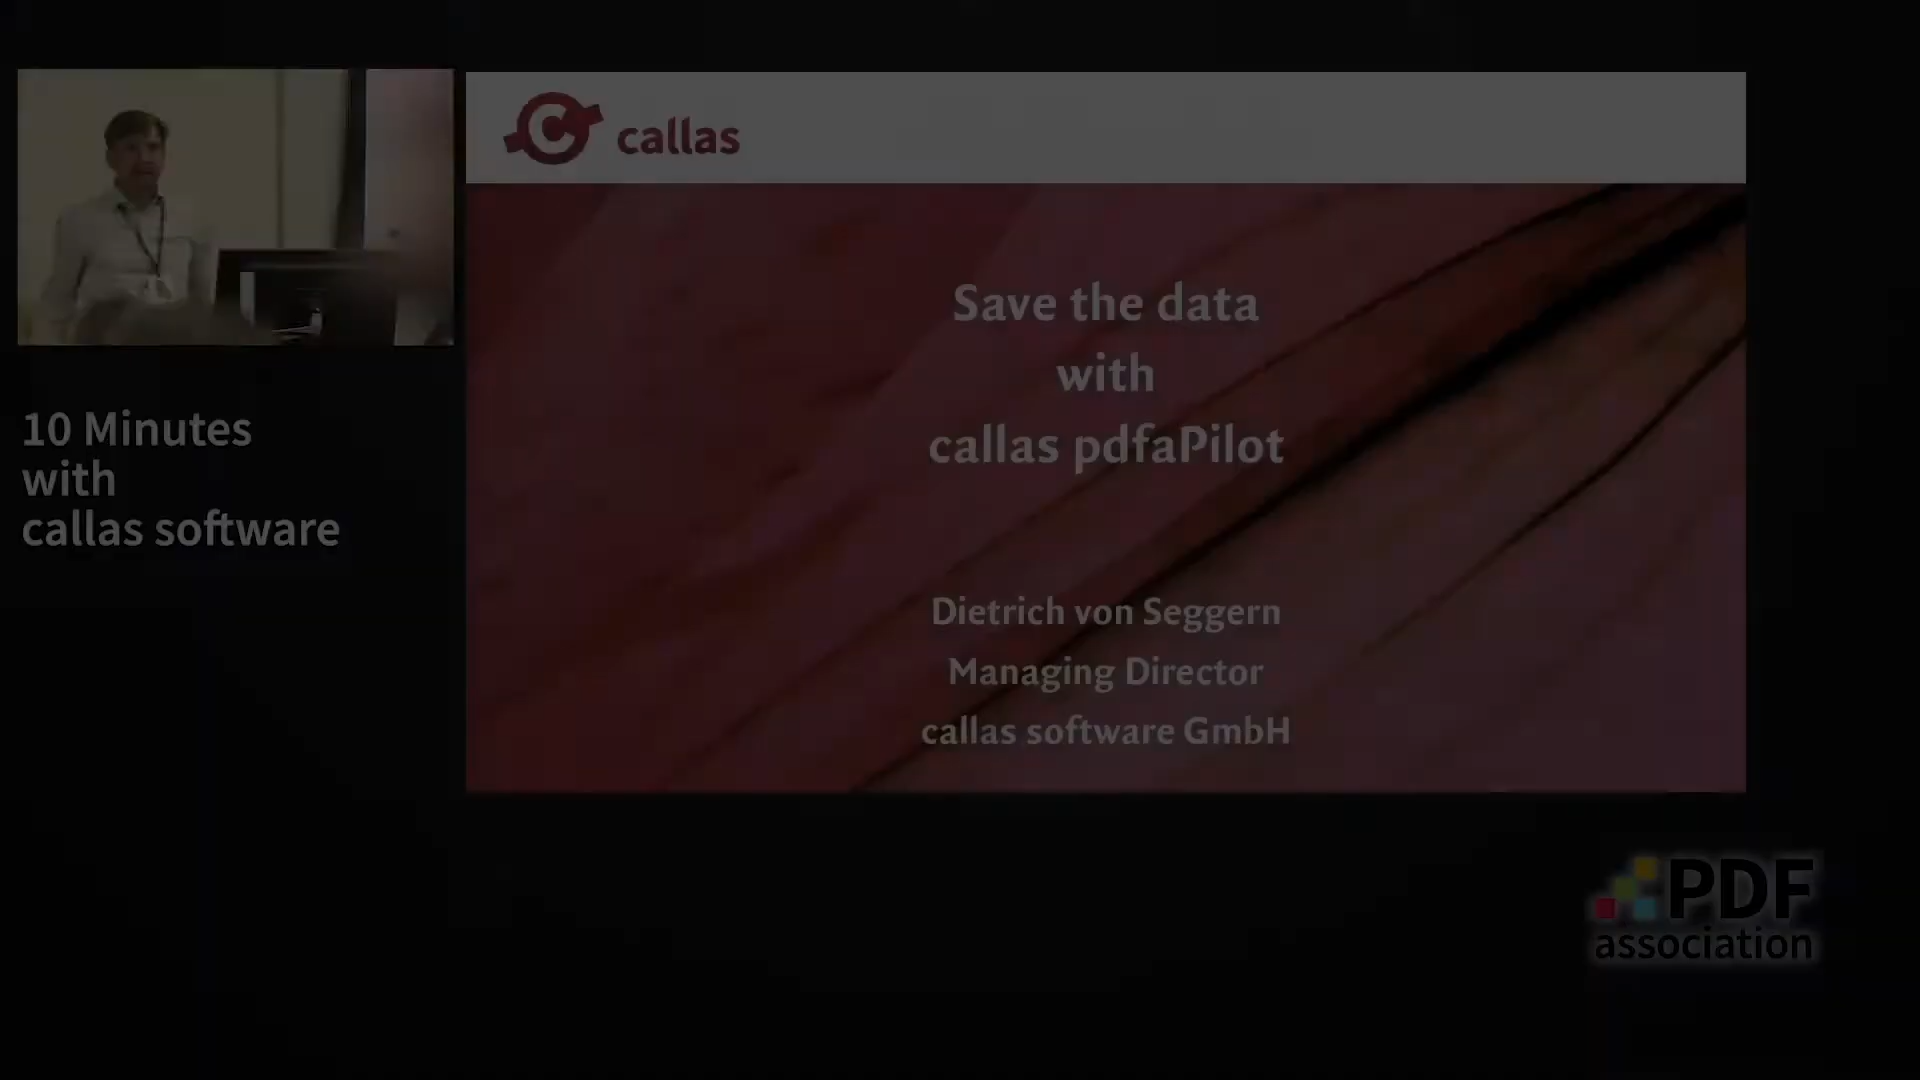 callas
Save the data
with
callas pdfaPilot
10 Minutes
with
callas software
Dietrich von Seggern
Managing Director
callas software GmbH
PDF
association